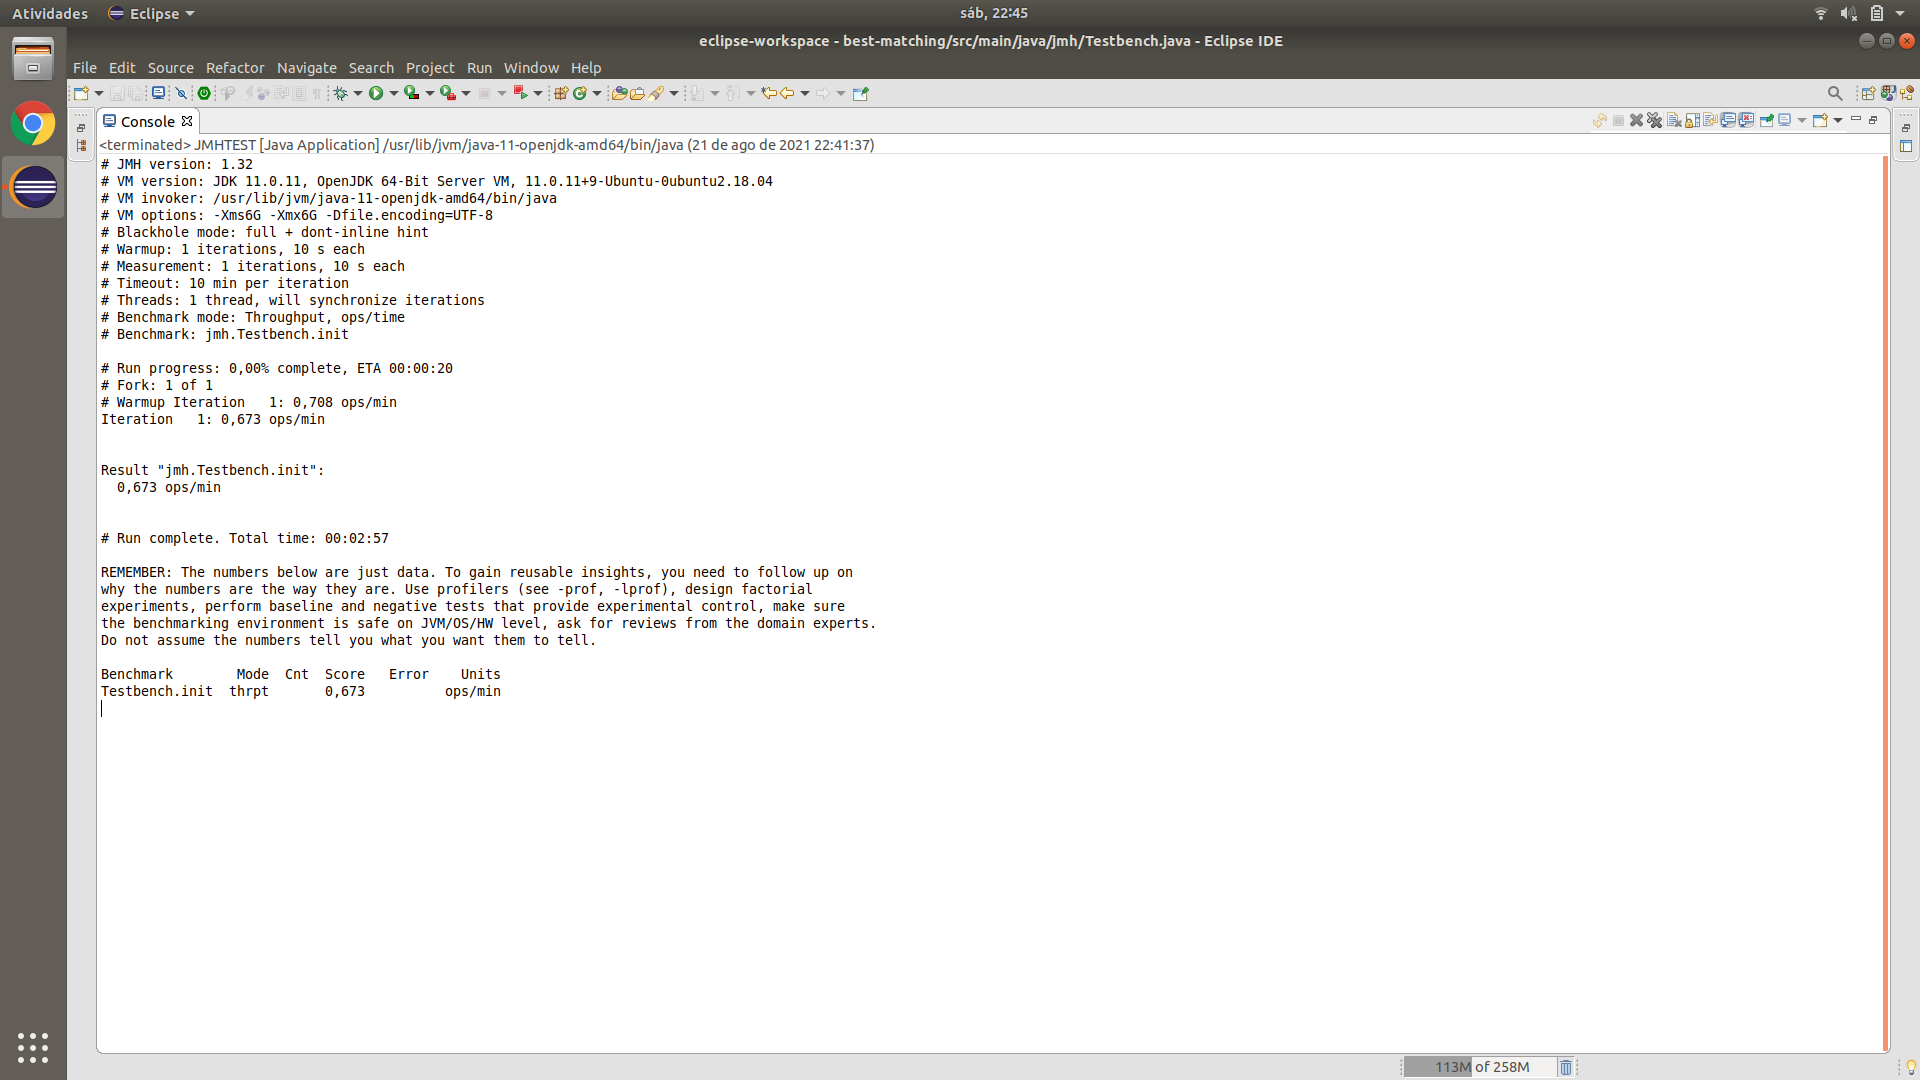 Atividades Eclipse sáb, 22:45
eclipse-workspace - best-matching/src/main/java/jmh/Testbench.java - Eclipse IDE
File Edit Source Refactor Navigate Search Project Run Window Help
Console
<terminated> JMHTEST [Java Application] /usr/lib/jvm/java-11-openjdk-amd64/bin/java (21 de ago de 2021 22:41:37)
# JMH version: 1.32
# VM version: JDK 11.0.11, OpenJDK 64-Bit Server VM, 11.0.11+9-Ubuntu-0ubuntu2.18.04
# VM invoker: /usr/lib/jvm/java-11-openjdk-amd64/bin/java
# VM options: -Xms6G -Xmx6G -Dfile.encoding=UTF-8
# Blackhole mode: full + dont-inline hint
# Warmup: 1 iterations, 10 s each
# Measurement: 1 iterations, 10 s each
# Timeout: 10 min per iteration
# Threads: 1 thread, will synchronize iterations
# Benchmark mode: Throughput, ops/time
# Benchmark: jmh.Testbench.init
# Run progress: 0,00% complete, ETA 00:00:20
# Fork: 1 of 1
# Warmup Iteration   1: 0,708 ops/min
Iteration   1: 0,673 ops/min
Result "jmh.Testbench.init":
0,673 ops/min
# Run complete. Total time: 00:02:57
REMEMBER: The numbers below are just data. To gain reusable insights, you need to follow up on
why the numbers are the way they are. Use profilers (see -prof, -lprof), design factorial
experiments, perform baseline and negative tests that provide experimental control, make sure
the benchmarking environment is safe on JVM/OS/HW level, ask for reviews from the domain experts.
Do not assume the numbers tell you what you want them to tell.
Benchmark        Mode  Cnt  Score   Error    Units
Testbench.init  thrpt       0,673          ops/min
113M of 258M